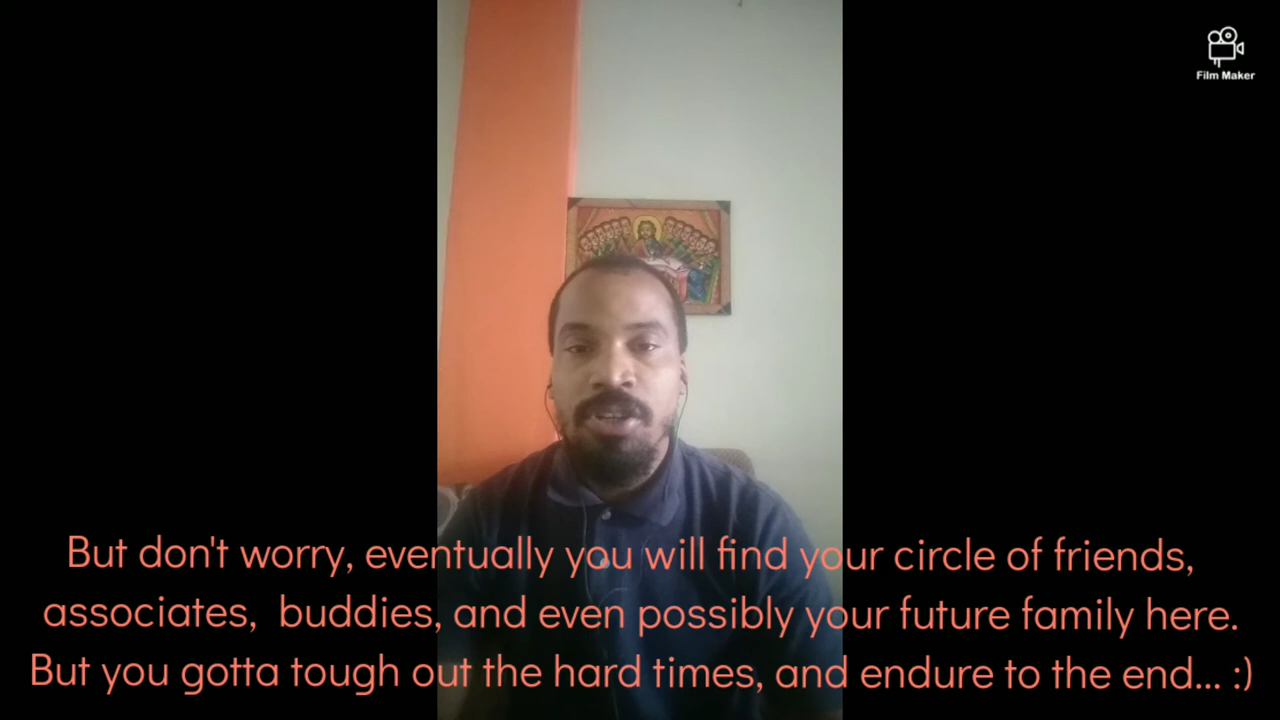 Film Maker
But don't worry, eventually you will find your circle of friends,
associates,  buddies, and even possibly your future family here.
But you gotta tough out the hard times, and endure to the end... :)